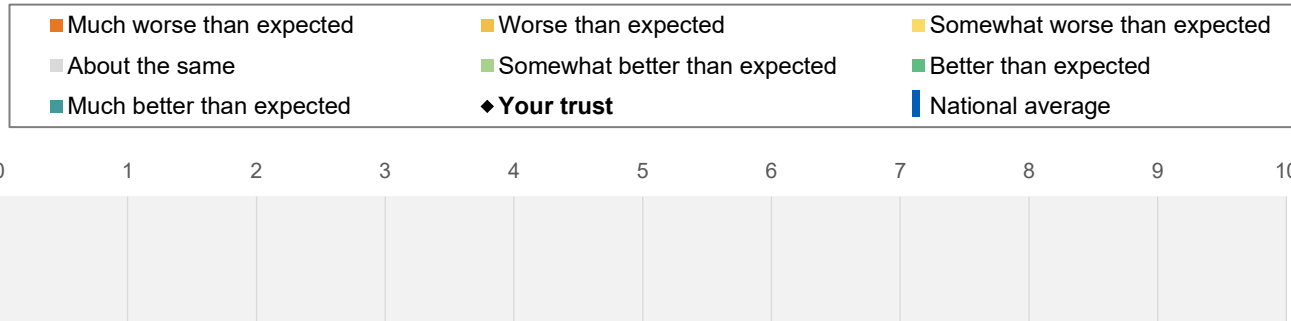 Much worse than expected Worse than expected Somewhat worse than expected
About the same Somewhat better than expected Better than expected
Much better than expected Your trust National average
0 1 2 3 4 5 6 7 8 9 10